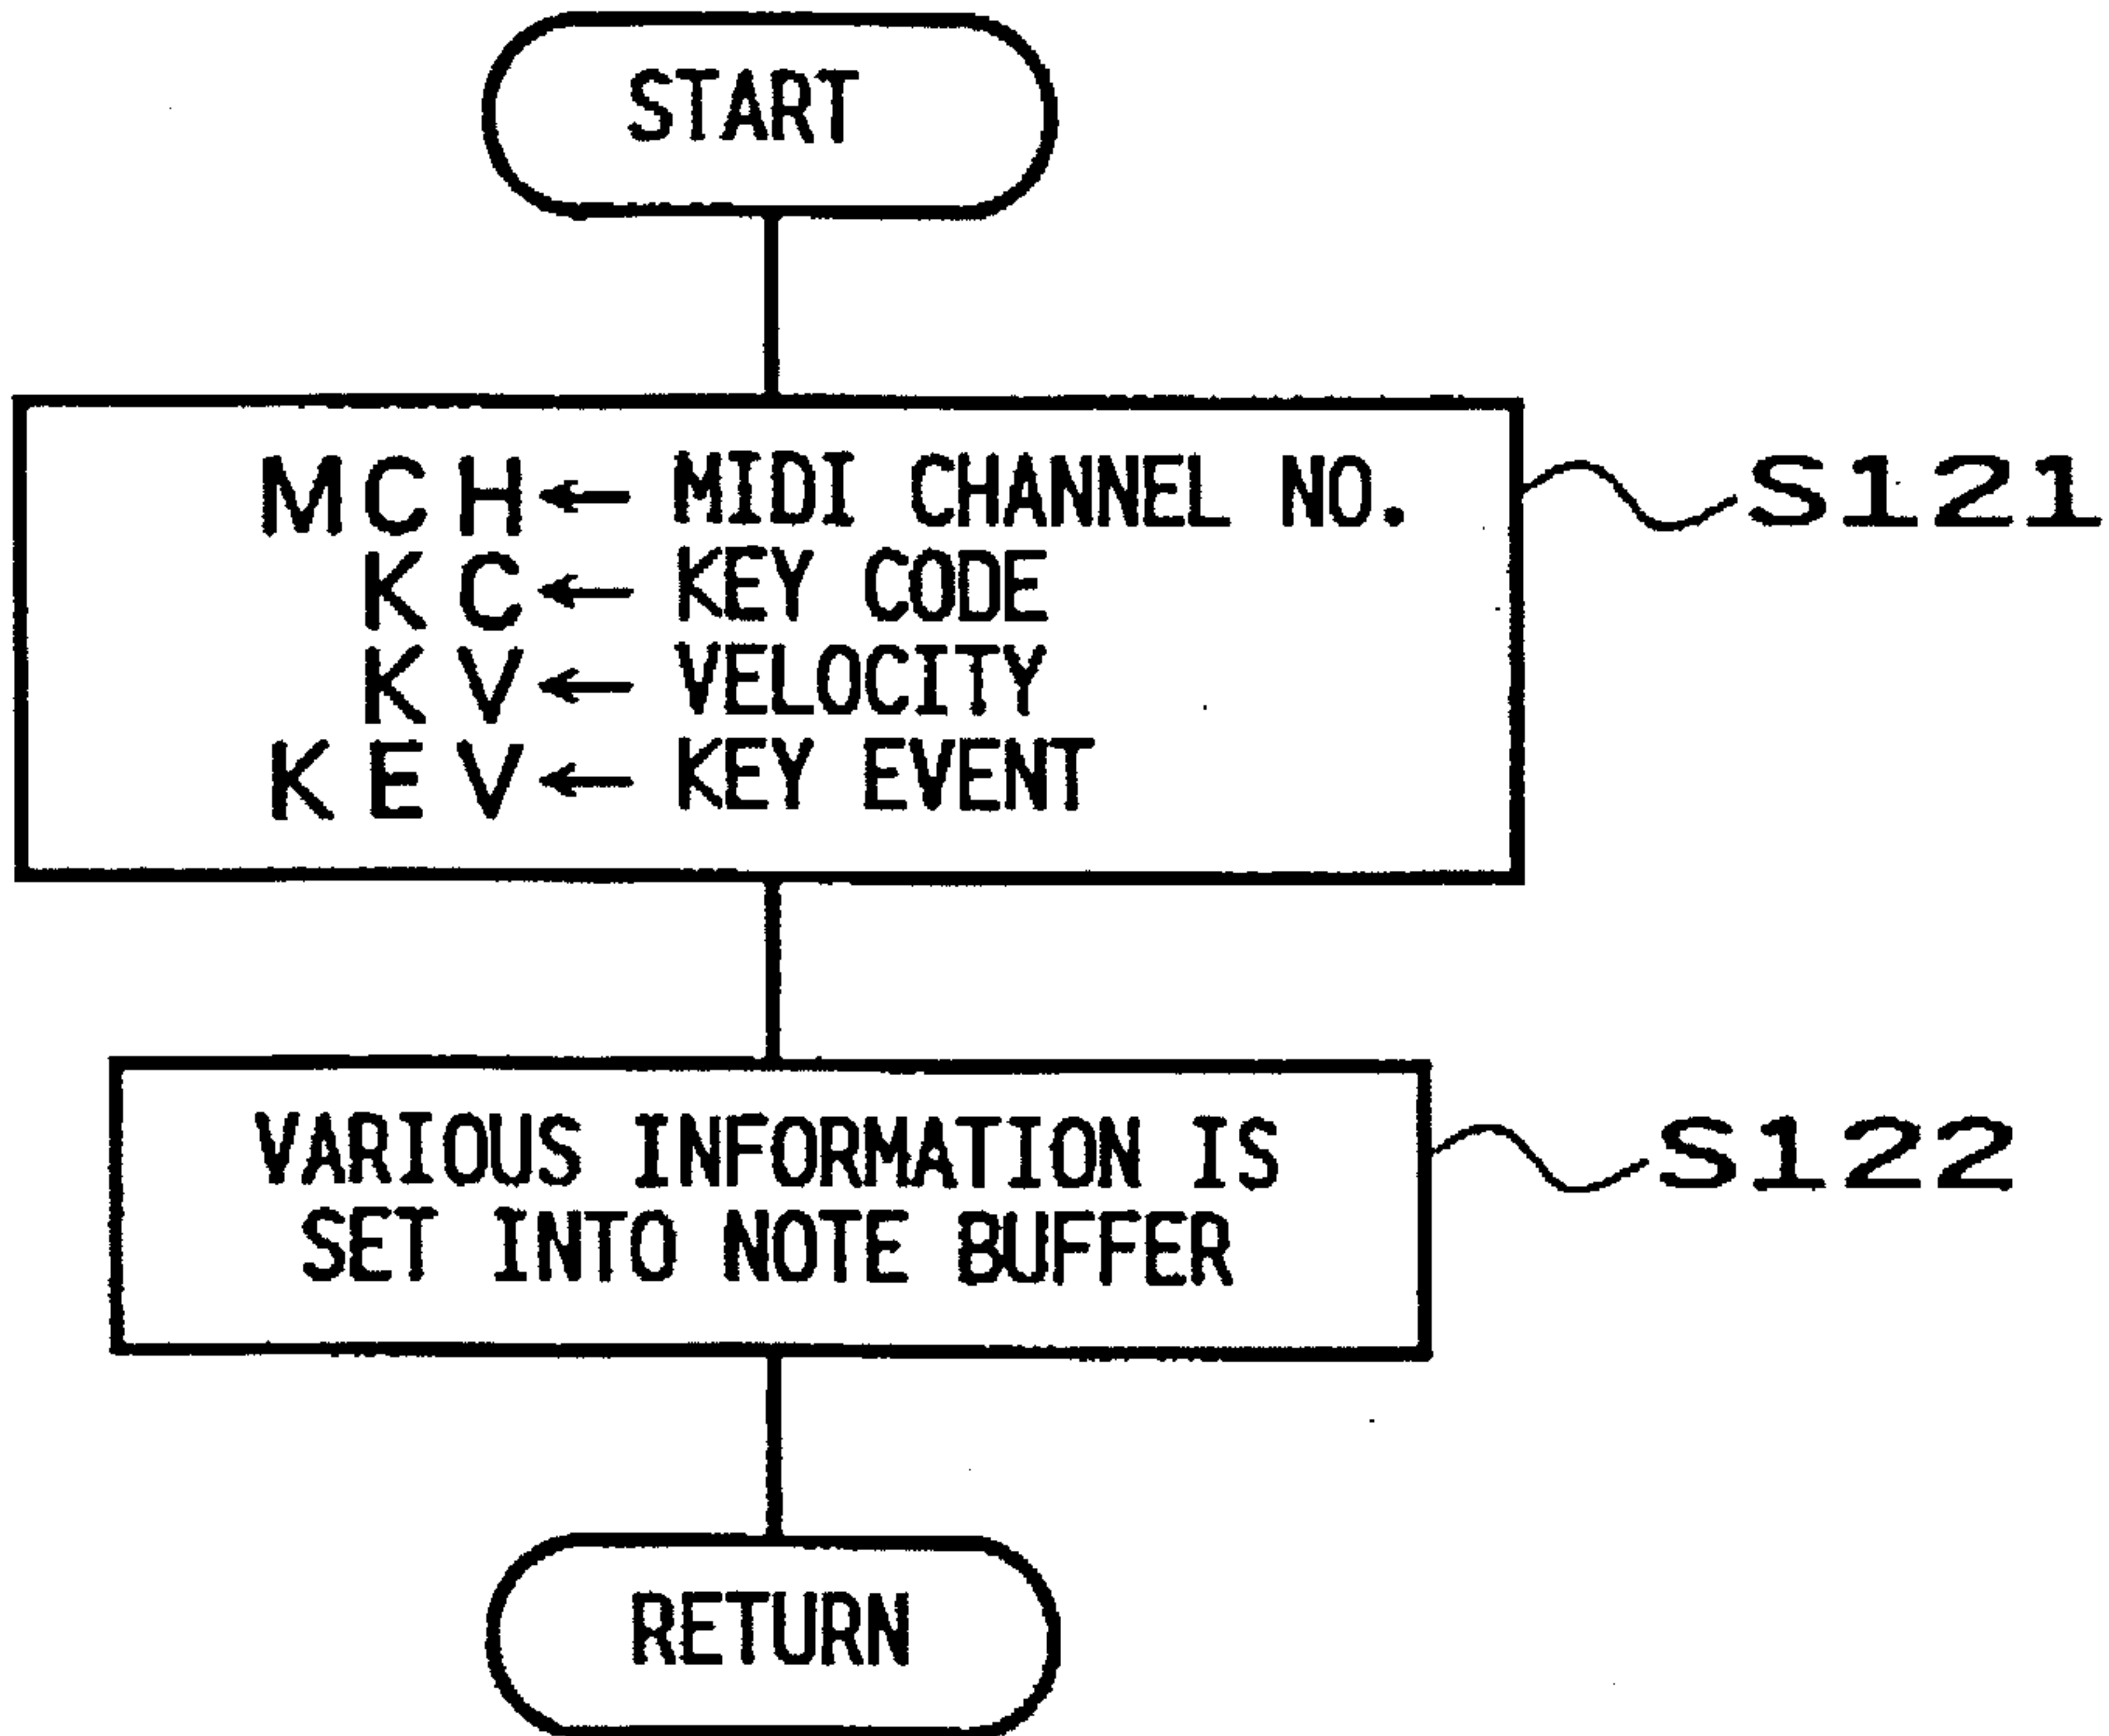 START
MCH← MIDI CHANNEL NO. S121
KC← KEY CODE
KV← VELOCITY
KEV← KEY EVENT
VARIOUS INFORMATION IS S122
SET INTO NOTE BUFFER
RETURN